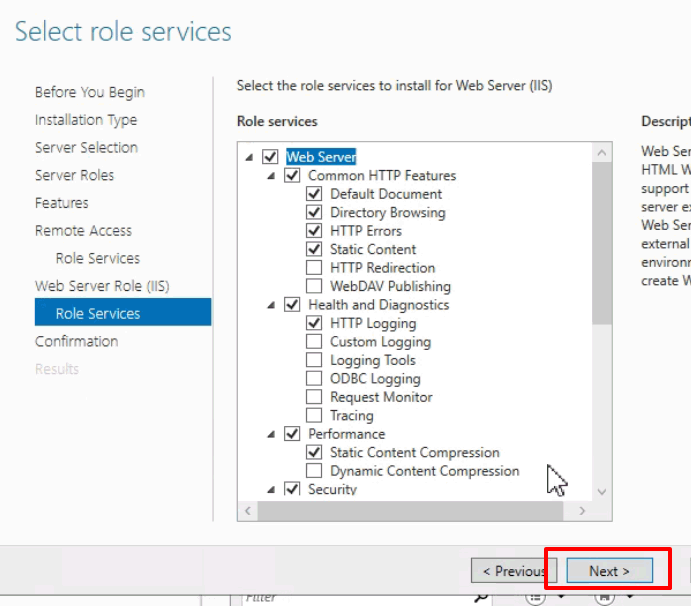 Select role services
Before You Begin
Installation Type
Server Selection
Server Roles
Features
Remote Access
Role Services
Web Server Role (IIS)
Role Services
Confirmation
Results
Select the role services to install for Web Server (IIS)
Role services
Web Server
Common HTTP Features
Default Document
Directory Browsing
HTTP Errors
Static Content
HTTP Redirection
WebDAV Publishing
Health and Diagnostics
HTTP Logging
Custom Logging
Logging Tools
ODBC Logging
Request Monitor
Tracing
Performance
Static Content Compression
Dynamic Content Compression
Security
Descript
Web Ser
HTML W
support
server ex
Web Ser
external
environm
create W
< Previous
Next >
Filter